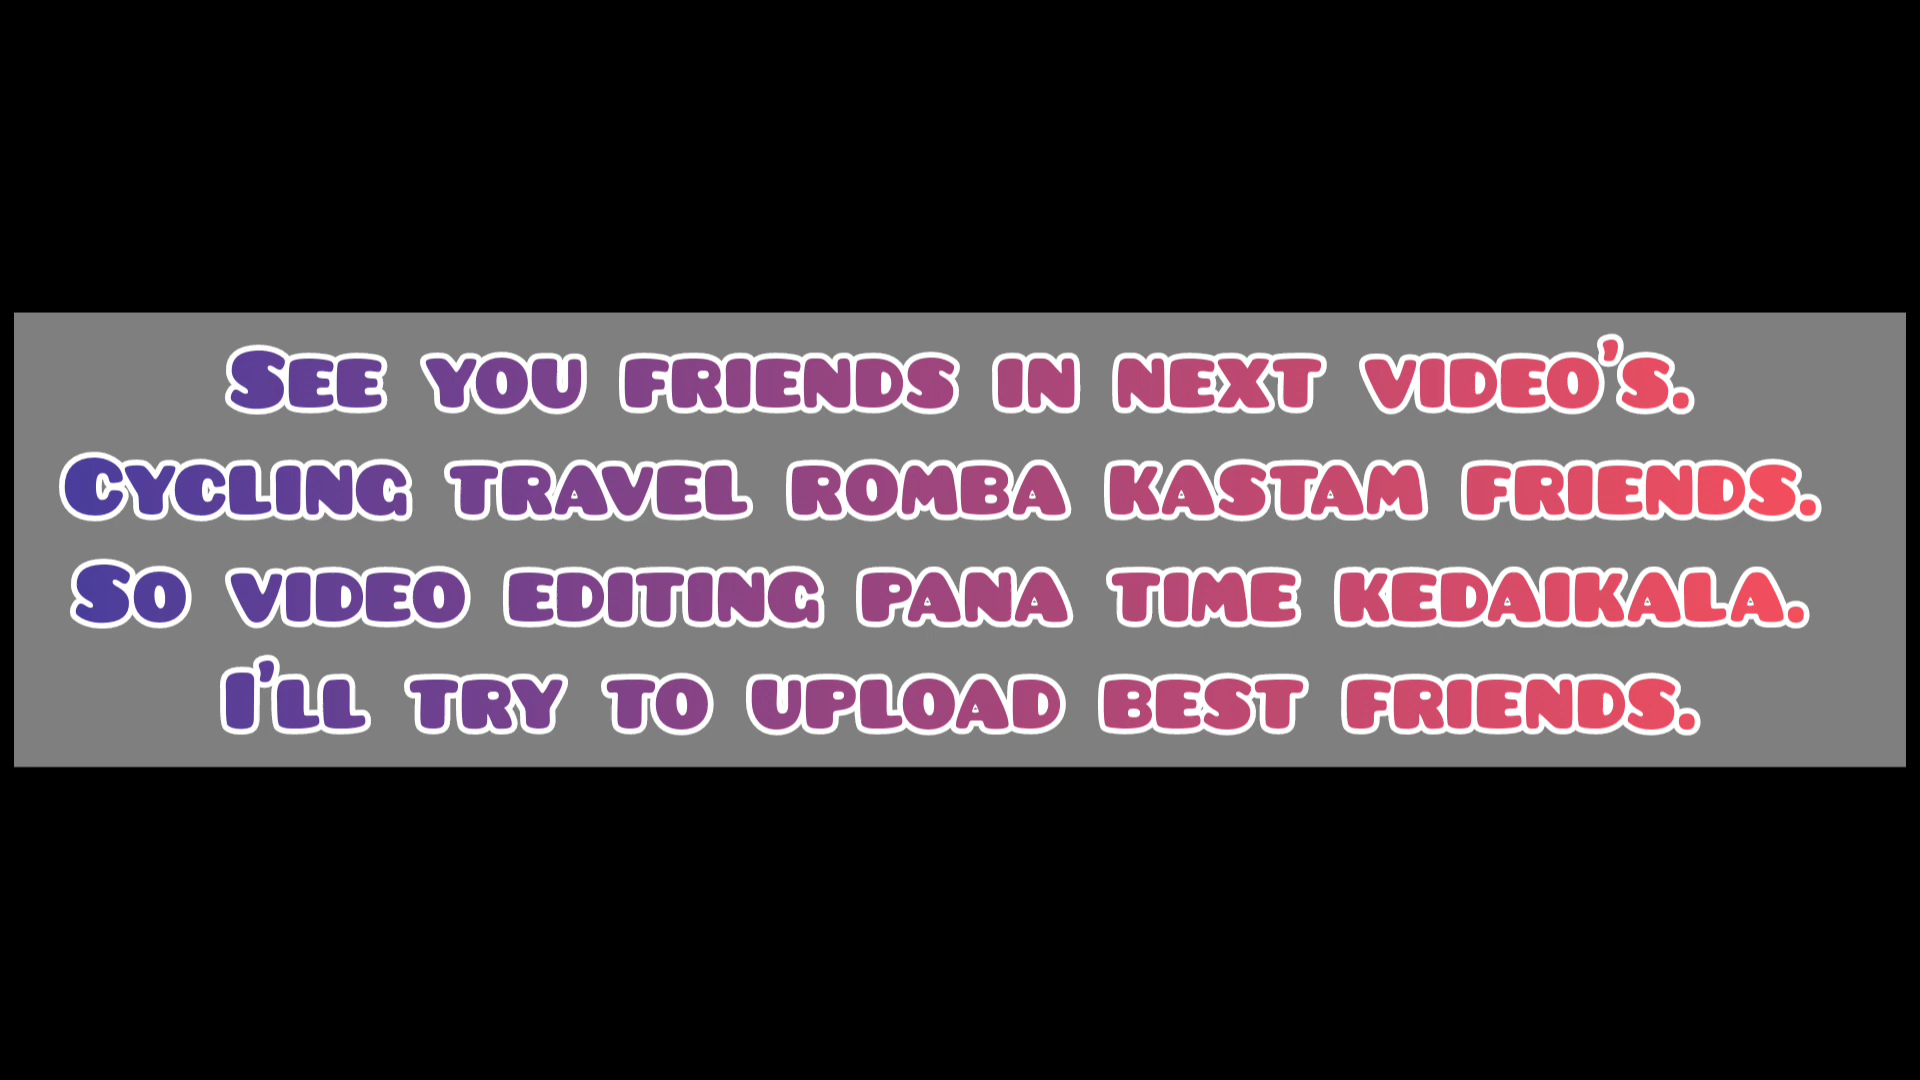 See you friends in next video's.
Cycling travel romba kastam friends.
So video editing pana time kedaikala.
I'll try to upload best friends.